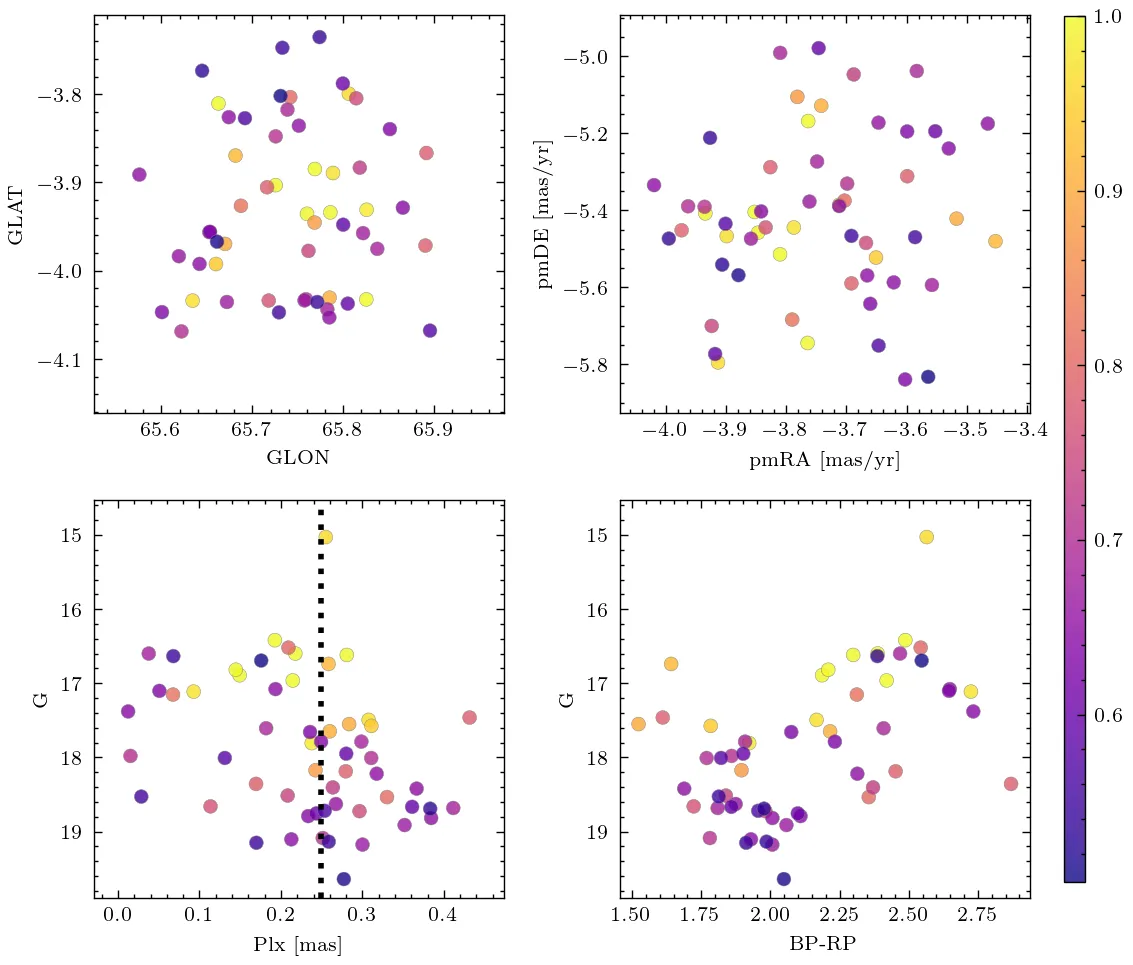 −3.8
−3.9
−4.0
−4.1
GLAT
65.6 65.7 65.8 65.9
GLON
−5.0
−5.2
−5.4
−5.6
−5.8
pmDE [mas/yr]
−4.0 −3.9 −3.8 −3.7 −3.6 −3.5 −3.4
pmRA [mas/yr]
1.0
0.9
0.8
0.7
0.6
15
16
17
18
19
G
0.0 0.1 0.2 0.3 0.4
Plx [mas]
15
16
17
18
19
G
1.50 1.75 2.00 2.25 2.50 2.75
BP-RP